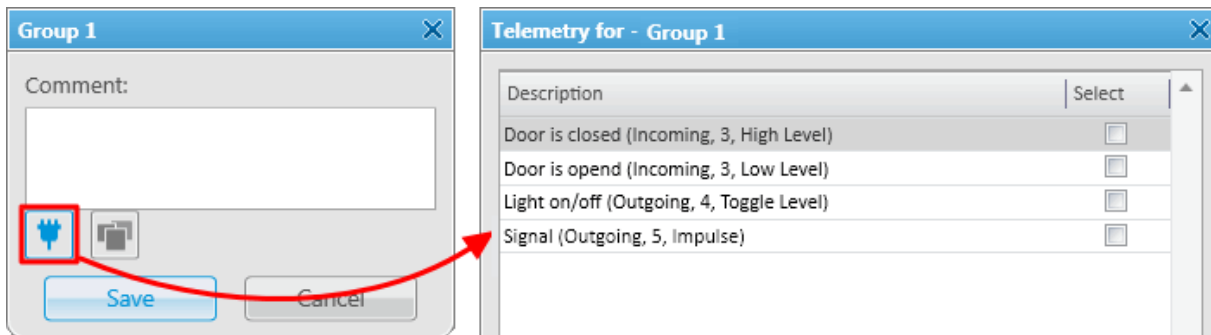 Group 1
Comment:
Save
Cancel
Telemetry for - Group 1
Description
Select
Door is closed (Incoming, 3, High Level)
Door is opend (Incoming, 3, Low Level)
Light on/off (Outgoing, 4, Toggle Level)
Signal (Outgoing, 5, Impulse)